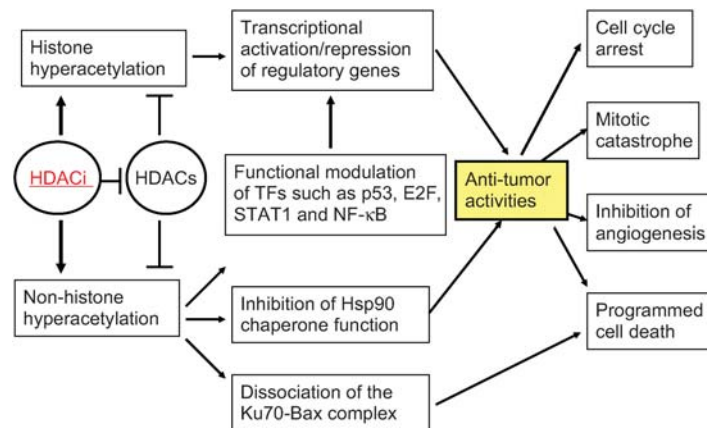 Histone
hyperacetylation
Transcriptional
activation/repression
of regulatory genes
Cell cycle
arrest
Mitotic
catastrophe
HDACi
HDACs
Functional modulation
of TFs such as p53, E2F,
STAT1 and NF-κB
Anti-tumor
activities
Inhibition of
angiogenesis
Non-histone
hyperacetylation
Inhibition of Hsp90
chaperone function
Programmed
cell death
Dissociation of the
Ku70-Bax complex